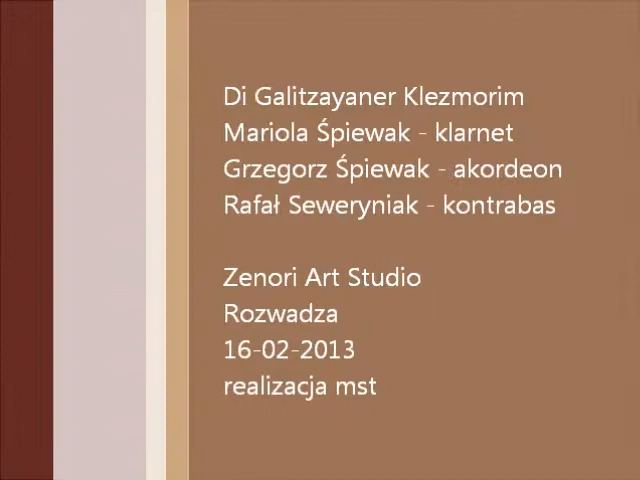 Di Galitzayaner Klezmorim
Mariola Śpiewak - klarnet
Grzegorz Śpiewak - akordeon
Rafał Seweryniak - kontrabas
Zenori Art Studio
Rozwadza
16-02-2013
realizacja mst